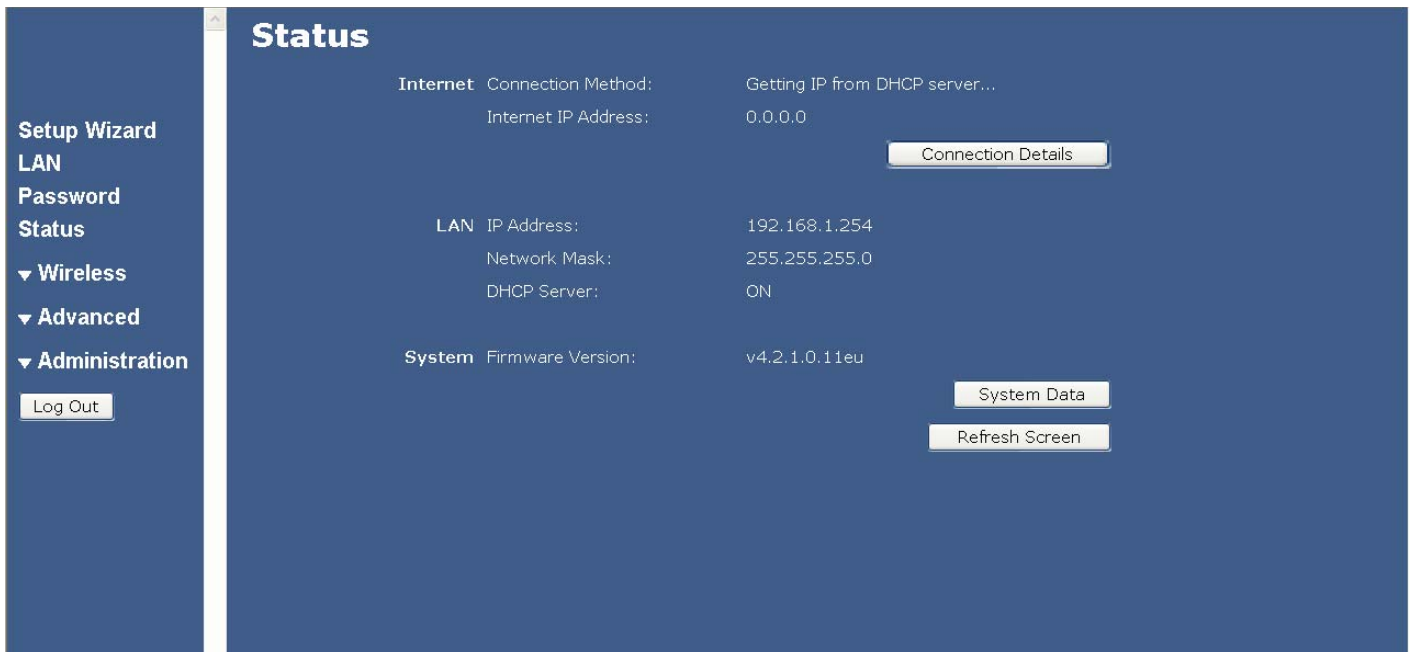 Setup Wizard
LAN
Password
Status
Wireless
Advanced
Administration
Log Out
Status
Internet Connection Method: Getting IP from DHCP server...
Internet IP Address: 0.0.0.0
Connection Details
LAN IP Address: 192.168.1.254
Network Mask: 255.255.255.0
DHCP Server: ON
System Firmware Version: v4.2.1.0.11eu
System Data
Refresh Screen